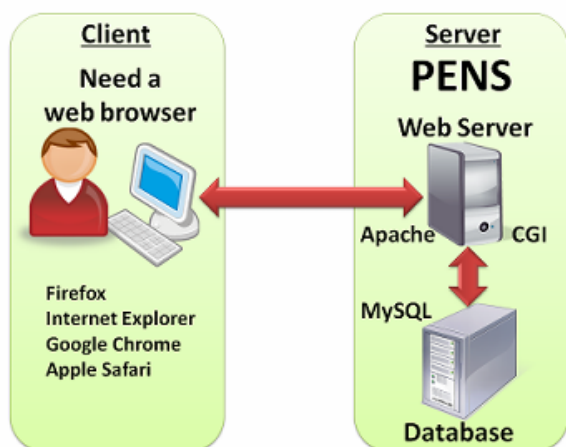 Client
Need a
web browser
Firefox
Internet Explorer
Google Chrome
Apple Safari
Server
PENS
Web Server
Apache
CGI
MySQL
Database